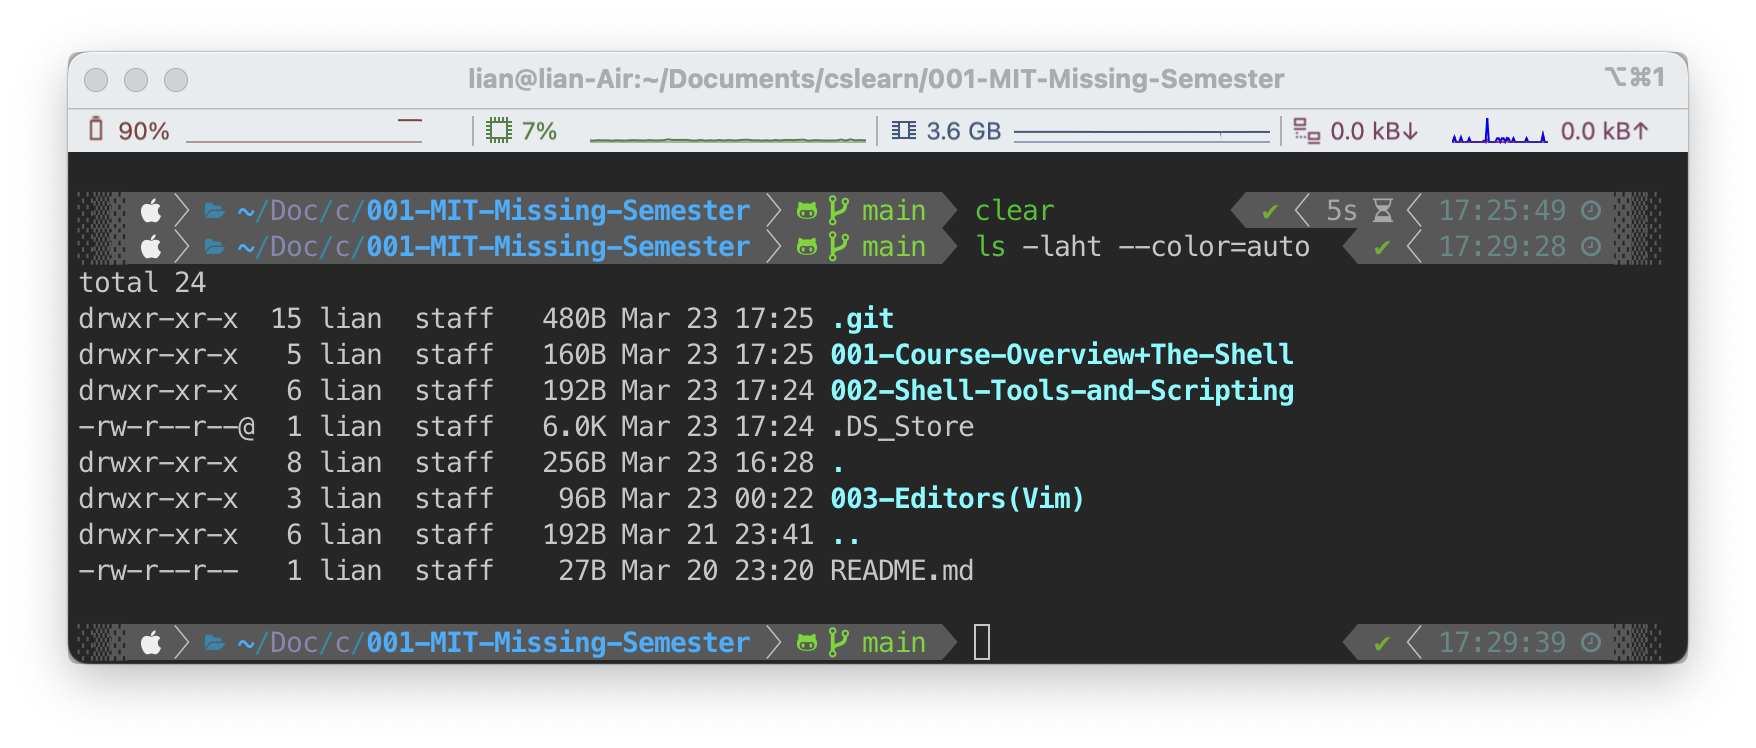 lian@lian-Air:~/Documents/cslearn/001-MIT-Missing-Semester ⌥⌘1
90% 7% 3.6 GB 0.0 kB↓ 0.0 kB↑
~/Doc/c/001-MIT-Missing-Semester main clear ✔ 5s 17:25:49
~/Doc/c/001-MIT-Missing-Semester main ls -laht --color=auto ✔ 17:29:28
total 24
drwxr-xr-x  15 lian  staff   480B Mar 23 17:25 .git
drwxr-xr-x   5 lian  staff   160B Mar 23 17:25 001-Course-Overview+The-Shell
drwxr-xr-x   6 lian  staff   192B Mar 23 17:24 002-Shell-Tools-and-Scripting
-rw-r--r--@  1 lian  staff   6.0K Mar 23 17:24 .DS_Store
drwxr-xr-x   8 lian  staff   256B Mar 23 16:28 .
drwxr-xr-x   3 lian  staff    96B Mar 23 00:22 003-Editors(Vim)
drwxr-xr-x   6 lian  staff   192B Mar 21 23:41 ..
-rw-r--r--   1 lian  staff    27B Mar 20 23:20 README.md
~/Doc/c/001-MIT-Missing-Semester main ✔ 17:29:39